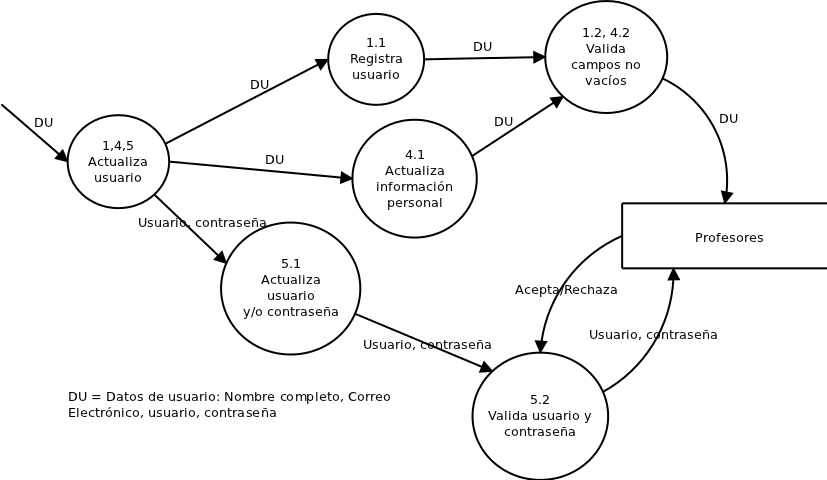 1.1
Registra
usuario
DU
1.2, 4.2
Valida
campos no
vacíos
DU
DU
DU
DU
DU
1,4,5
Actualiza
usuario
4.1
Actualiza
información
personal
Usuario, contraseña
Profesores
5.1
Actualiza
usuario
y/o contraseña
Acepta/Rechaza
Usuario, contraseña
Usuario, contraseña
DU = Datos de usuario: Nombre completo, Correo
Electrónico, usuario, contraseña
5.2
Valida usuario y
contraseña